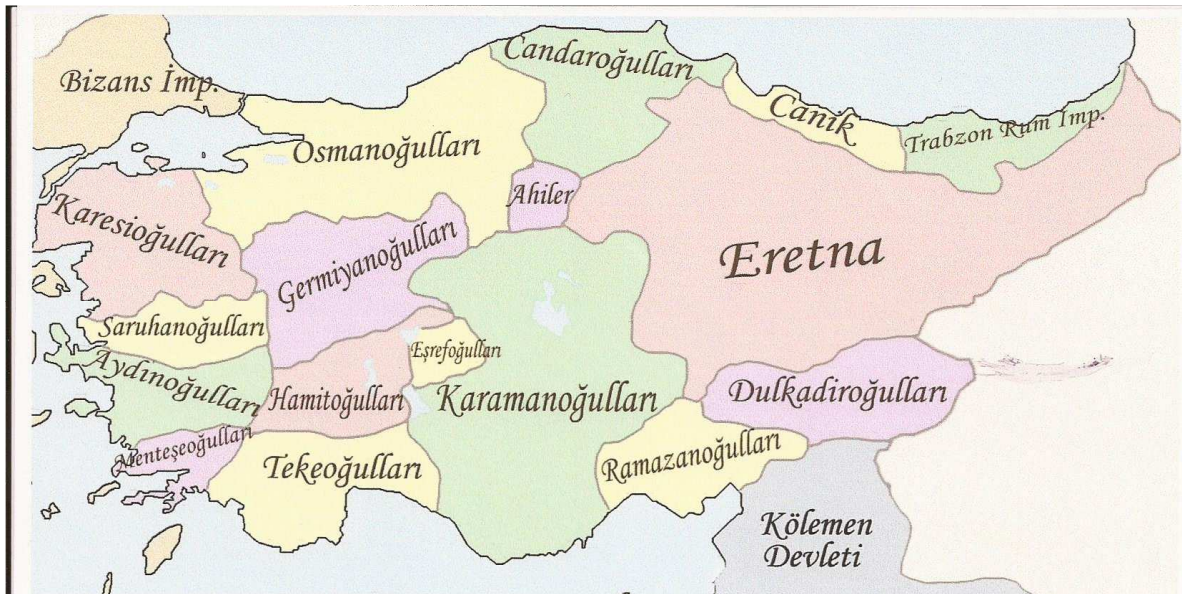 Candaroğulları
Bizans İmp.
Canik
Trabzon Rum İmp.
Osmanoğulları
Ahiler
Karesioğulları
Germiyanoğulları
Eretna
Saruhanoğulları
Eşrefoğulları
Aydınoğulları
Hamitoğulları
Karamanoğulları
Dulkadiroğulları
Menteşeoğulları
Tekeoğulları
Ramazanoğulları
Kölemen
Devleti